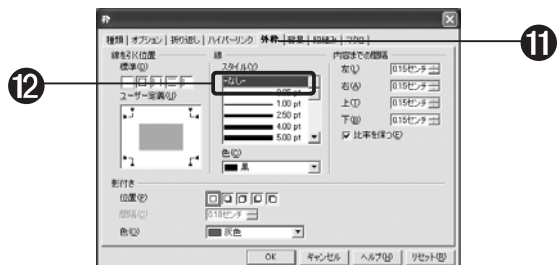 枠
種類 オプション 折り返し ハイパーリンク 外枠 背景 段組み マクロ
⓫
線を引く位置 線 内容までの間隔
標準(D) スタイル(Y) 左(L) 0.15センチ
⓬
-なし- 右(A) 0.15センチ
0.05 pt
ユーザー定義(U) 1.00 pt 上(T) 0.15センチ
2.50 pt 下(B) 0.15センチ
4.00 pt 比率を保つ(E)
5.00 pt
色(C)
黒
影付き
位置(P)
間隔(C) 0.18センチ
色(O) 灰色
OK キャンセル ヘルプ(H) リセット(R)